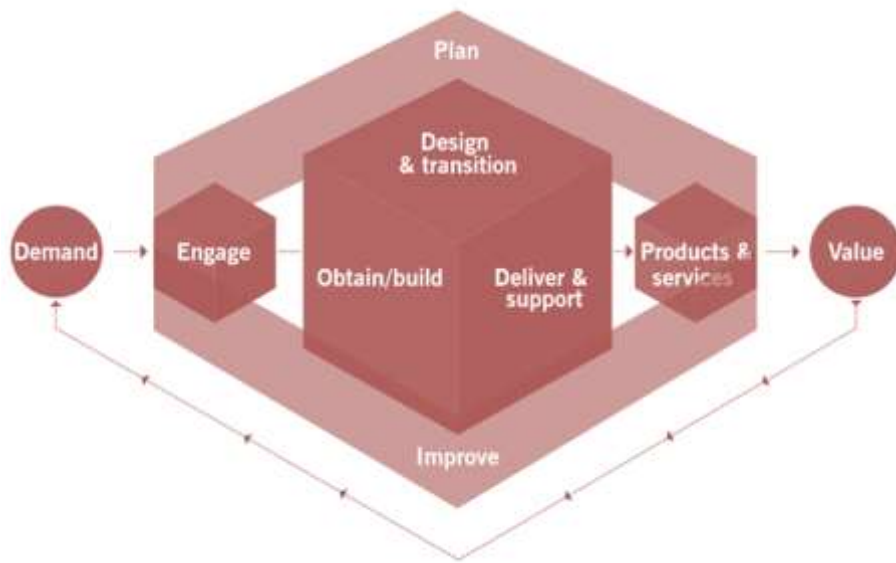 Plan
Design
& transition
Demand
Engage
Obtain/build
Deliver &
support
Products &
services
Value
Improve